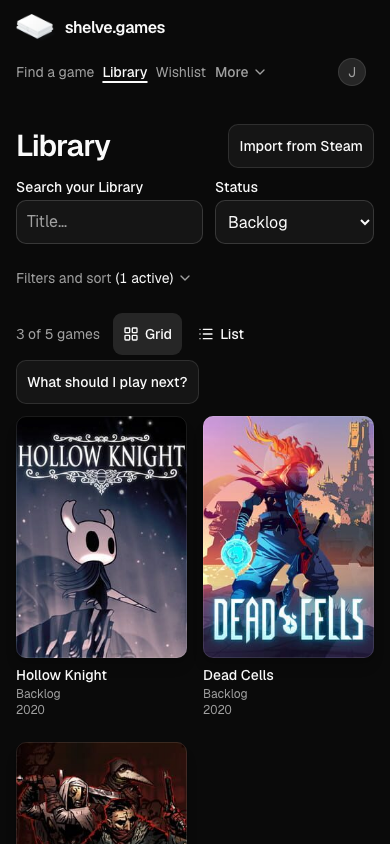 shelve.games
Find a game Library Wishlist More J
Library
Import from Steam
Search your Library
Status
Title...
Backlog
Filters and sort (1 active)
3 of 5 games
Grid
List
What should I play next?
HOLLOW KNIGHT
DEAD CELLS
Hollow Knight
Backlog
2020
Dead Cells
Backlog
2020